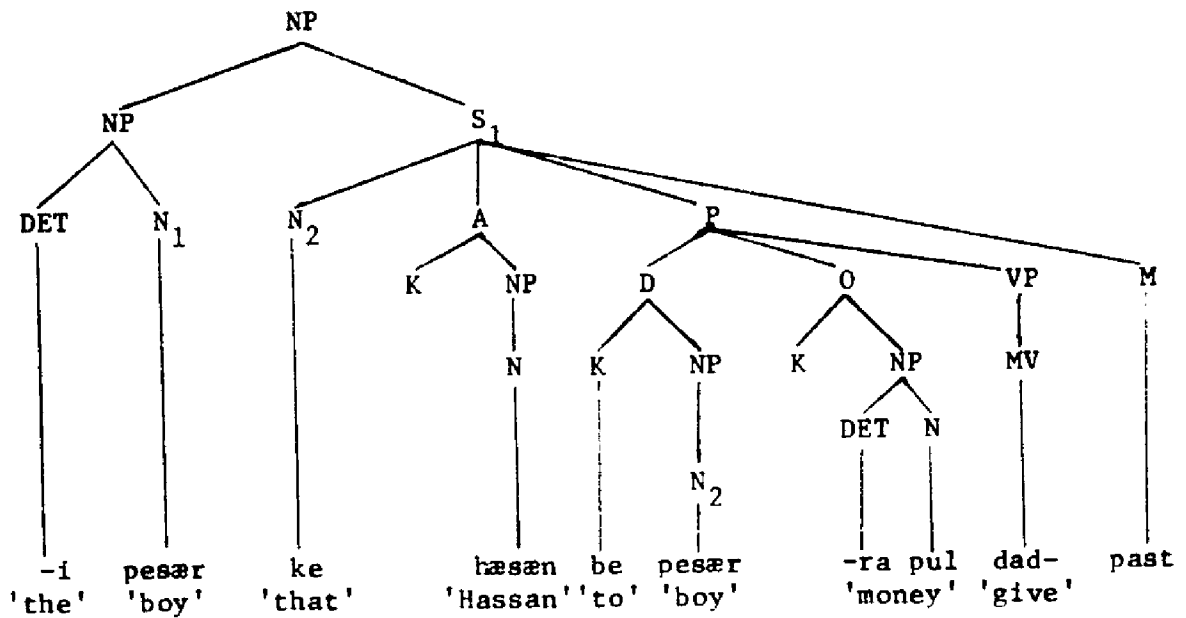 NP
NP S1
DET N1 N2 A P
K NP D O VP M
N K NP K NP MV
DET N
N2
-i pesær ke hæsæn be pesær -ra pul dad- past
'the' 'boy' 'that' 'Hassan' 'to' 'boy' 'money' 'give'